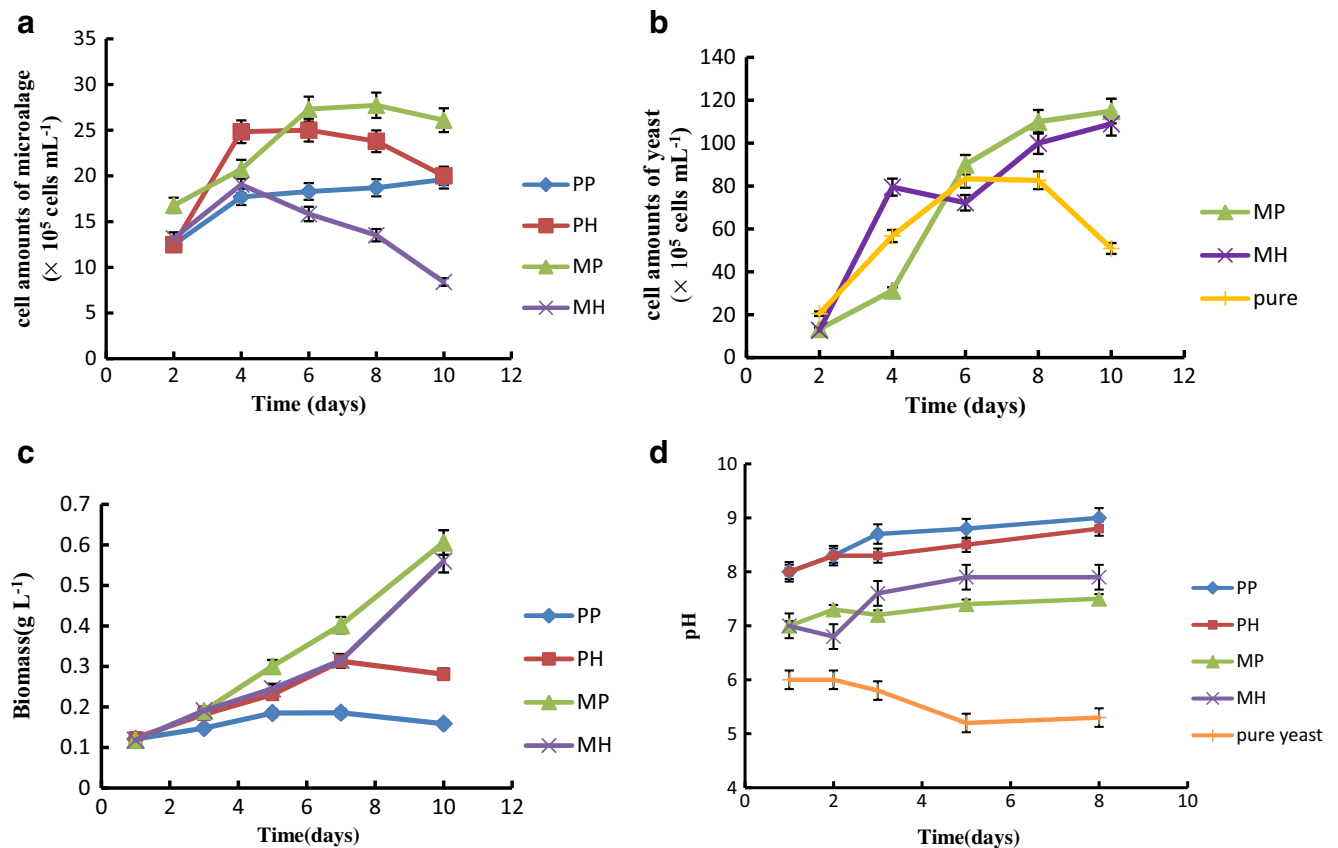 a
cell amounts of microalage
(× 10⁵ cells mL⁻¹)
35
30
25
20
15
10
5
0
0 2 4 6 8 10 12
Time (days)
PP
PH
MP
MH
b
cell amounts of yeast
(× 10⁵ cells mL⁻¹)
140
120
100
80
60
40
20
0
0 2 4 6 8 10 12
Time (days)
MP
MH
pure
c
Biomass(g L⁻¹)
0.7
0.6
0.5
0.4
0.3
0.2
0.1
0
0 2 4 6 8 10 12
Time(days)
PP
PH
MP
MH
d
pH
10
9
8
7
6
5
4
0 2 4 6 8 10
Time(days)
PP
PH
MP
MH
pure yeast